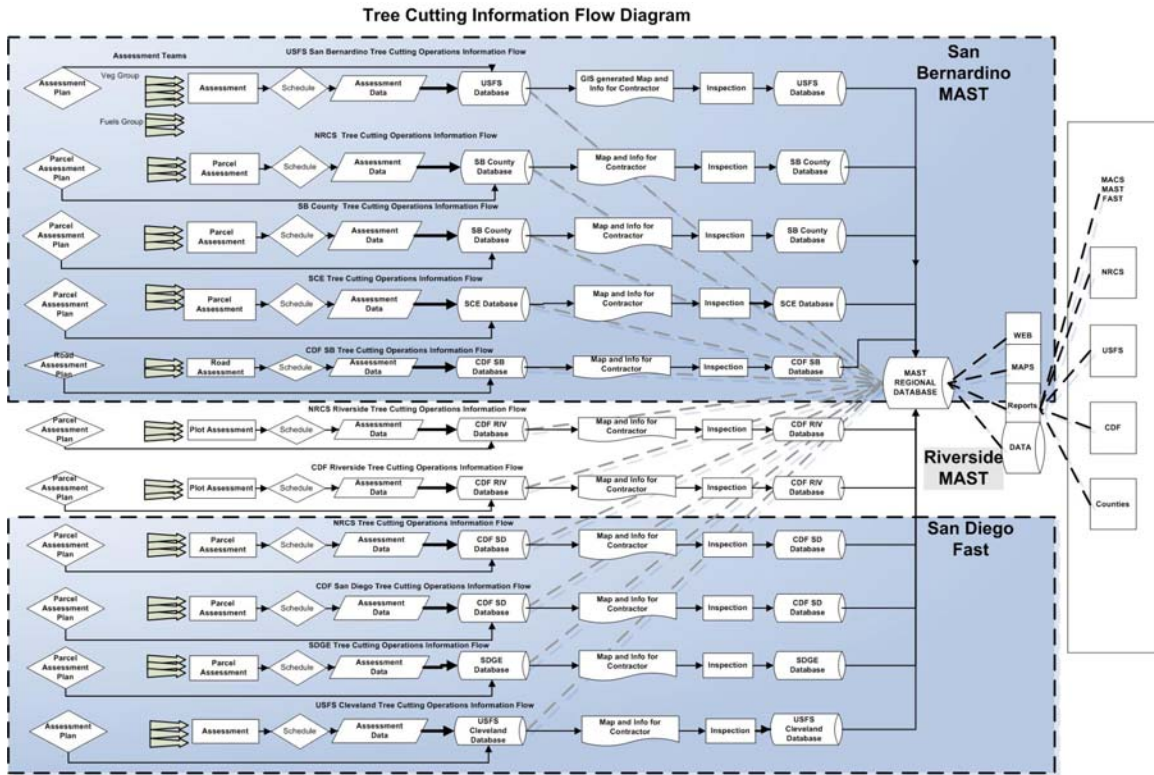 Tree Cutting Information Flow Diagram
USFS San Bernardino Tree Cutting Operations Information Flow
San
Bernardino
MAST
Assessment Teams
Assessment
Plan
Veg Group
Fuels Group
Assessment
Schedule
Assessment
Data
USFS
Database
GIS generated Map and
Info for Contractor
Inspection
USFS
Database
NRCS Tree Cutting Operations Information Flow
Parcel
Assessment
Plan
Parcel
Assessment
Schedule
Assessment
Data
SB County
Database
Map and Info for
Contractor
Inspection
SB County
Database
SB County Tree Cutting Operations Information Flow
Parcel
Assessment
Plan
Parcel
Assessment
Schedule
Assessment
Data
SB County
Database
Map and Info for
Contractor
Inspection
SB County
Database
SCE Tree Cutting Operations Information Flow
Parcel
Assessment
Plan
Parcel
Assessment
Schedule
Assessment
Data
SCE Database
Map and Info for
Contractor
Inspection
SCE Database
CDF SB Tree Cutting Operations Information Flow
Road
Assessment
Plan
Road
Assessment
Schedule
Assessment
Data
CDF SB
Database
Map and Info for
Contractor
Inspection
CDF SB
Database
NRCS Riverside Tree Cutting Operations Information Flow
Parcel
Assessment
Plan
Plot Assessment
Schedule
Assessment
Data
CDF RIV
Database
Map and Info for
Contractor
Inspection
CDF RIV
Database
CDF Riverside Tree Cutting Operations Information Flow
Parcel
Assessment
Plan
Plot Assessment
Schedule
Assessment
Data
CDF RIV
Database
Map and Info for
Contractor
Inspection
CDF RIV
Database
NRCS Tree Cutting Operations Information Flow
San Diego
Fast
Parcel
Assessment
Plan
Parcel
Assessment
Schedule
Assessment
Data
CDF SD
Database
Map and Info for
Contractor
Inspection
CDF SD
Database
CDF San Diego Tree Cutting Operations Information Flow
Parcel
Assessment
Plan
Parcel
Assessment
Schedule
Assessment
Data
CDF SD
Database
Map and Info for
Contractor
Inspection
CDF SD
Database
SDGE Tree Cutting Operations Information Flow
Parcel
Assessment
Plan
Parcel
Assessment
Schedule
Assessment
Data
SDGE
Database
Map and Info for
Contractor
Inspection
SDGE
Database
USFS Cleveland Tree Cutting Operations Information Flow
Assessment
Plan
Assessment
Schedule
Assessment
Data
USFS
Cleveland
Database
Map and Info for
Contractor
Inspection
USFS
Cleveland
Database
MAST
REGIONAL
DATABASE
Riverside
MAST
WEB
MAPS
Reports
DATA
MACS
MAST
FAST
NRCS
USFS
CDF
Counties